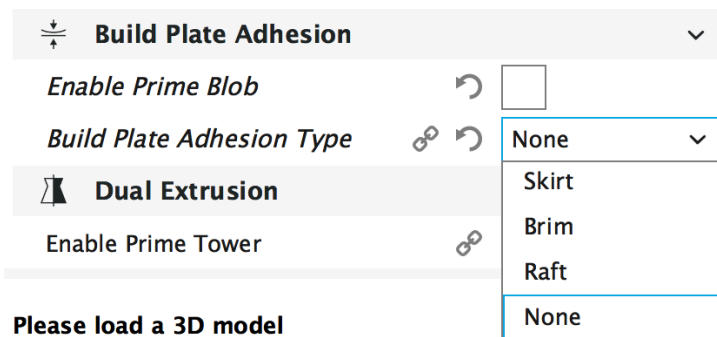 Build Plate Adhesion
Enable Prime Blob
Build Plate Adhesion Type None
Skirt
Dual Extrusion
Brim
Enable Prime Tower
Raft
None
Please load a 3D model